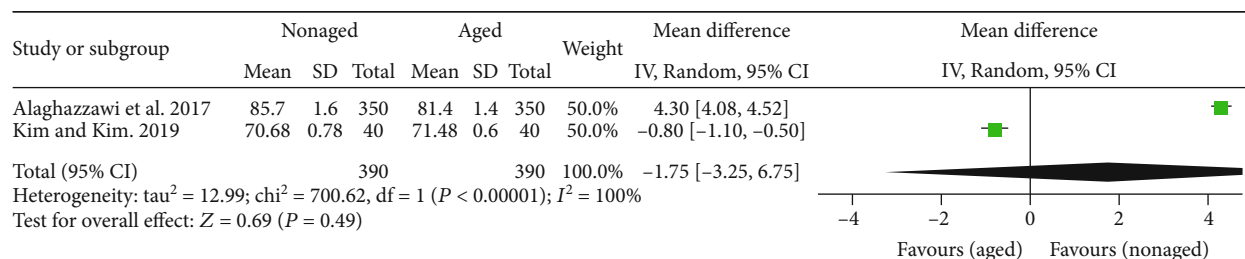 Study or subgroup Nonaged Aged Weight Mean difference Mean difference
Mean SD Total Mean SD Total IV, Random, 95% CI IV, Random, 95% CI
Alaghazzawi et al. 2017 85.7 1.6 350 81.4 1.4 350 50.0% 4.30 [4.08, 4.52]
Kim and Kim. 2019 70.68 0.78 40 71.48 0.6 40 50.0% –0.80 [–1.10, –0.50]
Total (95% CI) 390 390 100.0% –1.75 [–3.25, 6.75]
Heterogeneity: tau² = 12.99; chi² = 700.62, df = 1 (P < 0.00001); I² = 100%
Test for overall effect: Z = 0.69 (P = 0.49)
–4 –2 0 2 4
Favours (aged) Favours (nonaged)